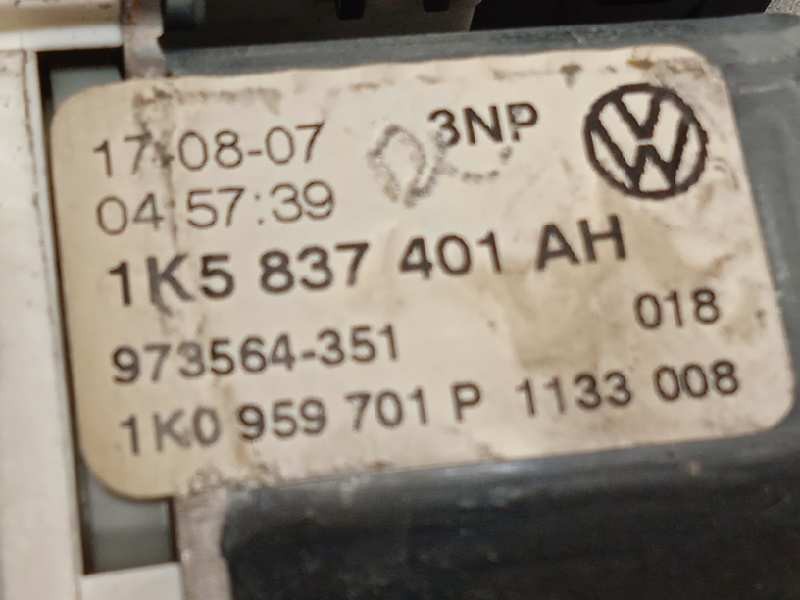 17-08-07 3NP
04:57:39
1K5 837 401 AH
973564-351 018
1K0 959 701 P 1133 008